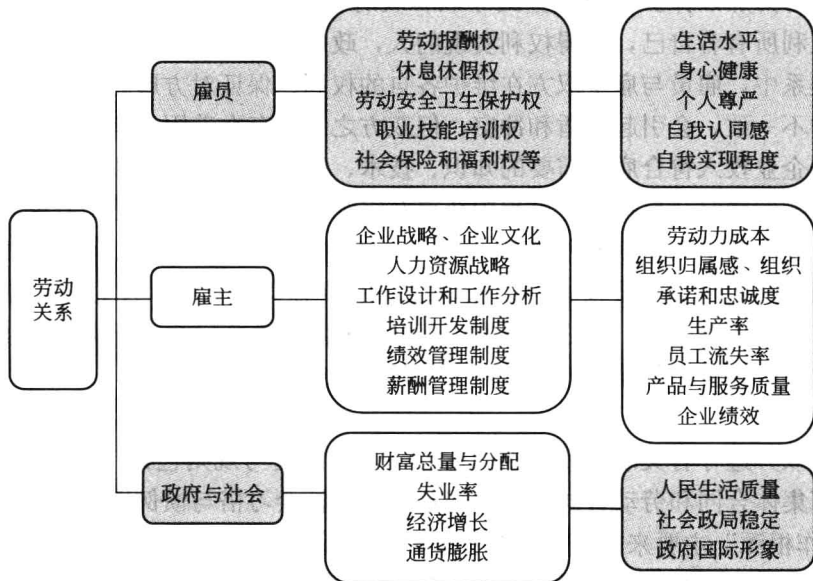 劳动
关系
雇员
劳动报酬权
休息休假权
劳动安全卫生保护权
职业技能培训权
社会保险和福利权等
生活水平
身心健康
个人尊严
自我认同感
自我实现程度
雇主
企业战略、企业文化
人力资源战略
工作设计和工作分析
培训开发制度
绩效管理制度
薪酬管理制度
劳动力成本
组织归属感、组织
承诺和忠诚度
生产率
员工流失率
产品与服务质量
企业绩效
政府与社会
财富总量与分配
失业率
经济增长
通货膨胀
人民生活质量
社会政局稳定
政府国际形象